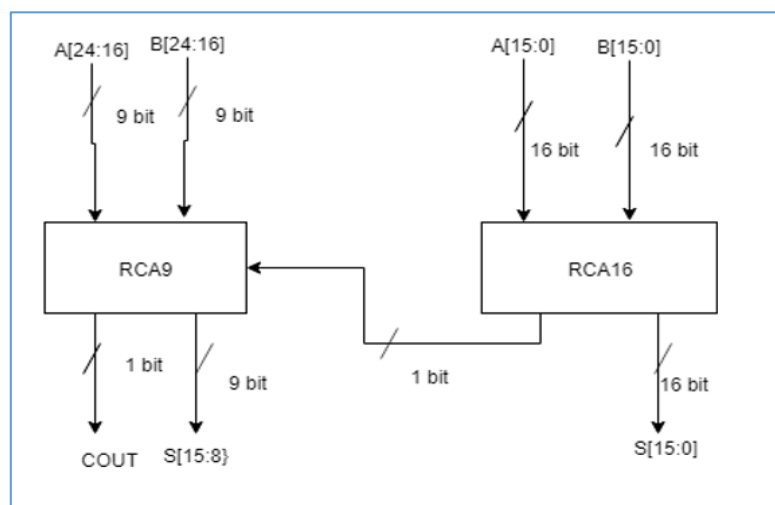 A[24:16] B[24:16] A[15:0] B[15:0]
9 bit 9 bit
16 bit 16 bit
RCA9 RCA16
1 bit 9 bit 1 bit 16 bit
COUT S[15:8} S[15:0]